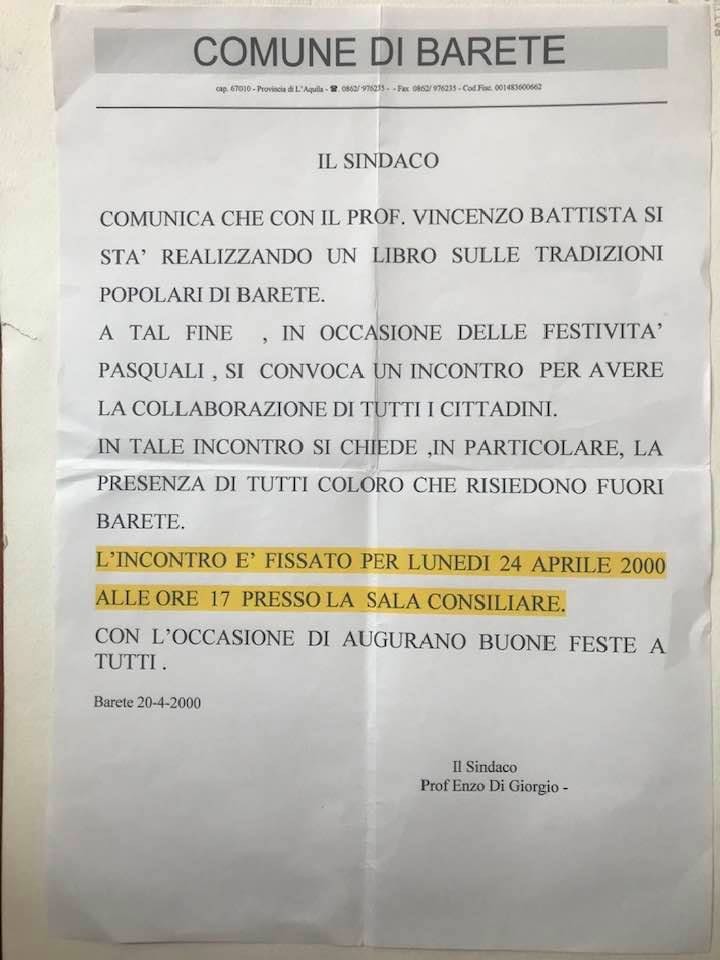 COMUNE DI BARETE
cap. 67010 - Provincia di L'Aquila - ☎. 0862/ 976235 - - Fax 0862/ 976235 - Cod.Fisc. 001483600662
IL SINDACO
COMUNICA CHE CON IL PROF. VINCENZO BATTISTA SI
STA' REALIZZANDO UN LIBRO SULLE TRADIZIONI
POPOLARI DI BARETE.
A TAL FINE , IN OCCASIONE DELLE FESTIVITA'
PASQUALI , SI CONVOCA UN INCONTRO PER AVERE
LA COLLABORAZIONE DI TUTTI I CITTADINI.
IN TALE INCONTRO SI CHIEDE ,IN PARTICOLARE, LA
PRESENZA DI TUTTI COLORO CHE RISIEDONO FUORI
BARETE.
L'INCONTRO E' FISSATO PER LUNEDI 24 APRILE 2000
ALLE ORE 17 PRESSO LA SALA CONSILIARE.
CON L'OCCASIONE DI AUGURANO BUONE FESTE A
TUTTI .
Barete 20-4-2000
Il Sindaco
Prof Enzo Di Giorgio -